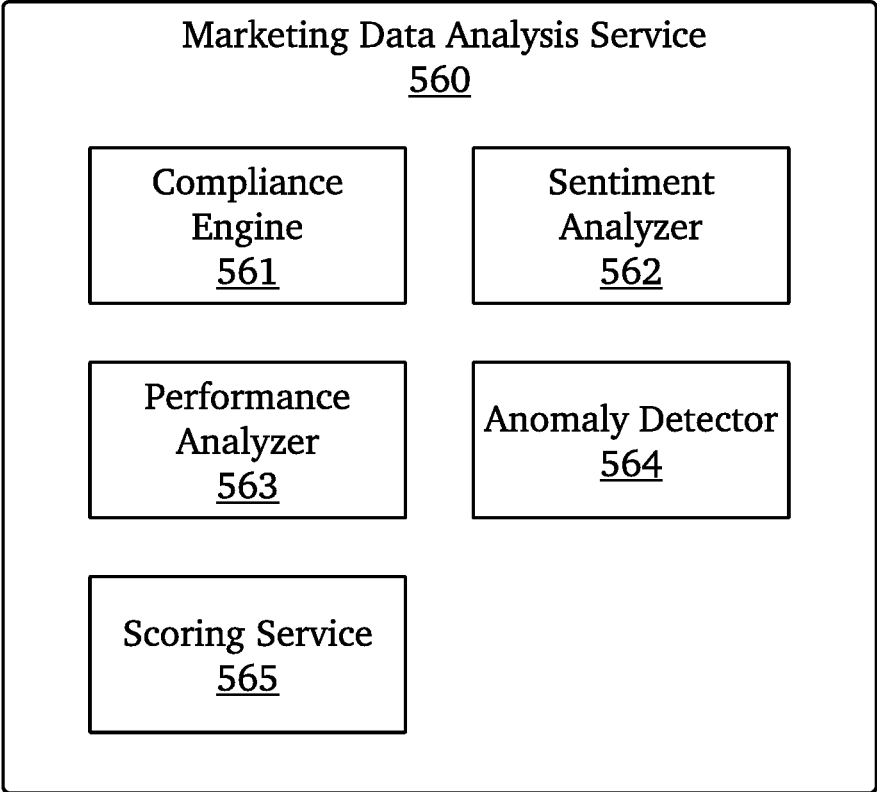 Marketing Data Analysis Service
560
Compliance
Engine
561
Sentiment
Analyzer
562
Performance
Analyzer
563
Anomaly Detector
564
Scoring Service
565